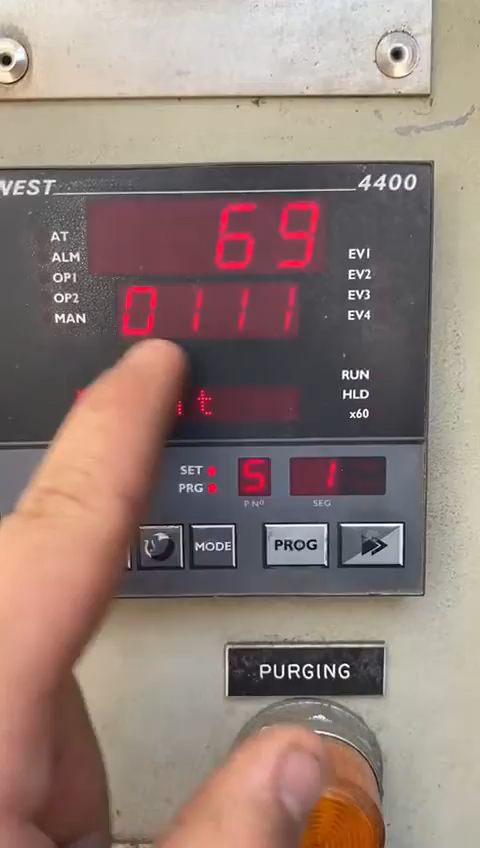 WEST 4400
69
AT
ALM
OP1
OP2
MAN
0111
EV1
EV2
EV3
EV4
RUN
HLD
x60
SET
PRG
5 1
P.Nº SEG
MODE PROG
PURGING